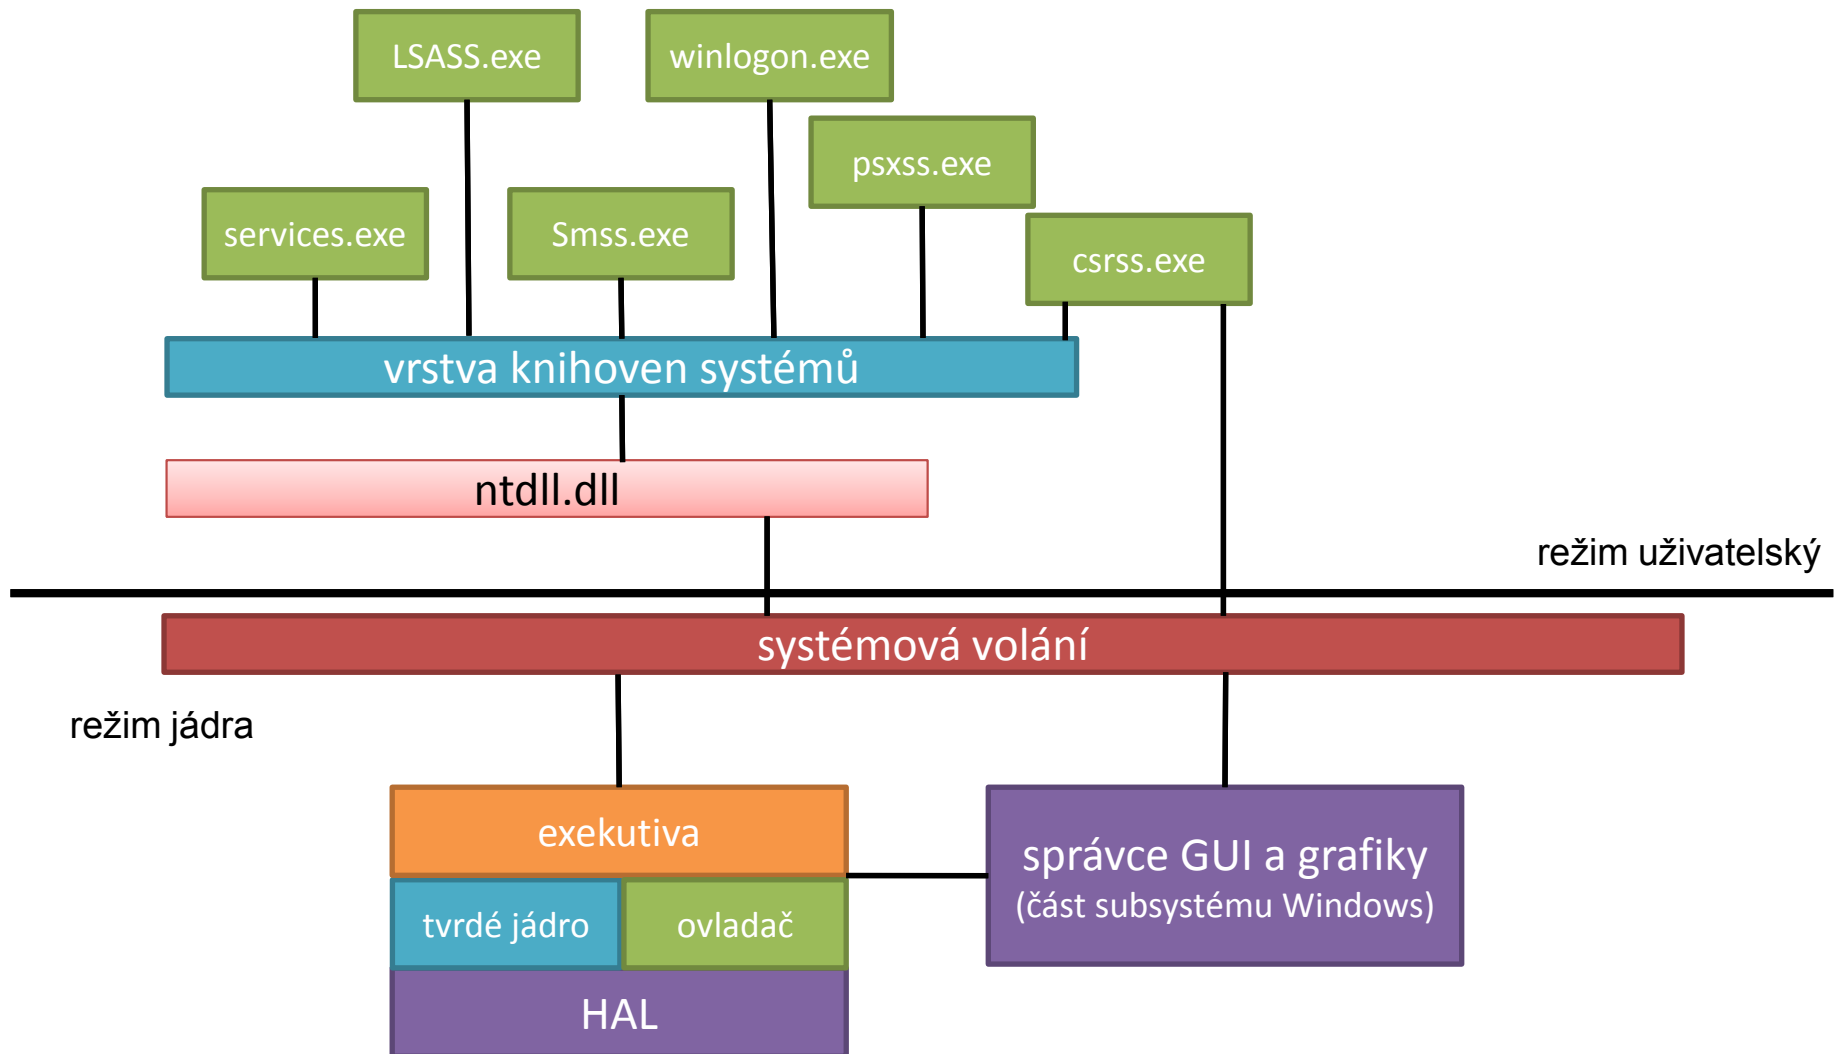 LSASS.exe
winlogon.exe
psxss.exe
services.exe
Smss.exe
csrss.exe
vrstva knihoven systémů
ntdll.dll
režim uživatelský
systémová volání
režim jádra
exekutiva
správce GUI a grafiky
(část subsystému Windows)
tvrdé jádro
ovladač
HAL